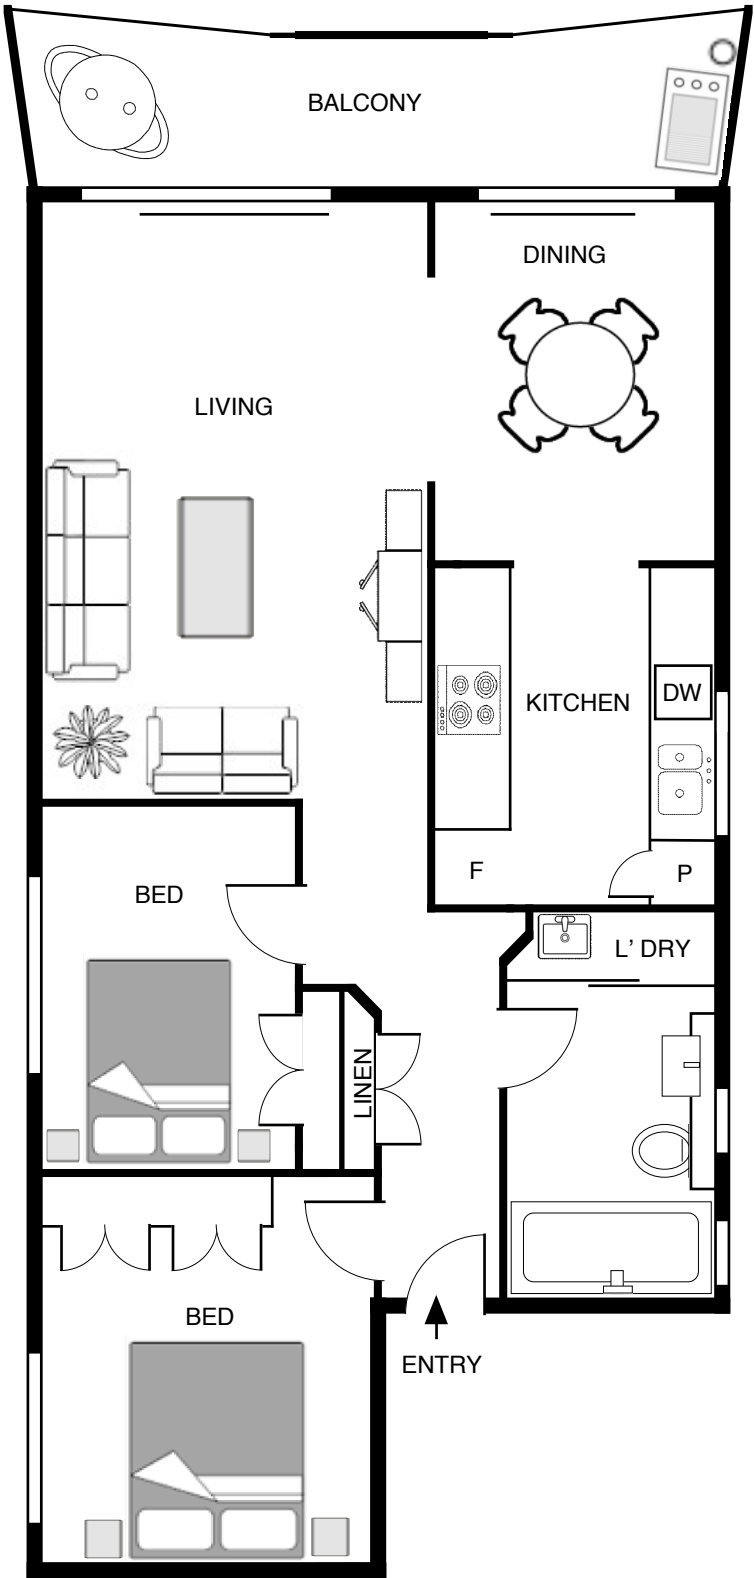 BALCONY
DINING
LIVING
KITCHEN
DW
F
P
BED
L' DRY
LINEN
BED
ENTRY